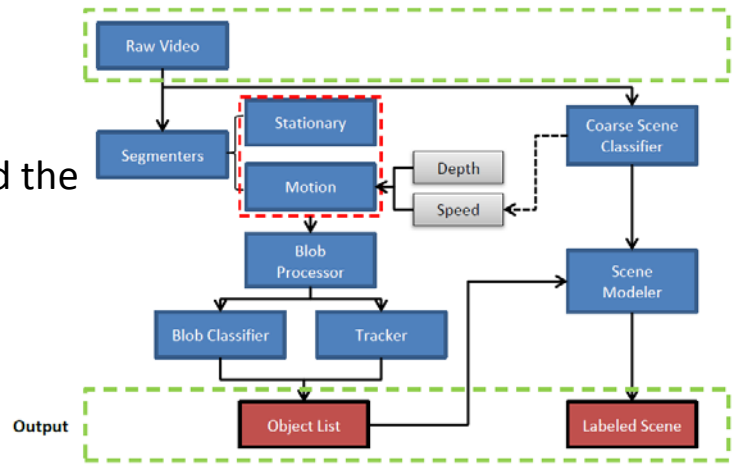 Raw Video
Stationary
Coarse Scene
Classifier
Segmenters
d the
Depth
Motion
Speed
Blob
Processor
Scene
Modeler
Blob Classifier
Tracker
Output
Object List
Labeled Scene